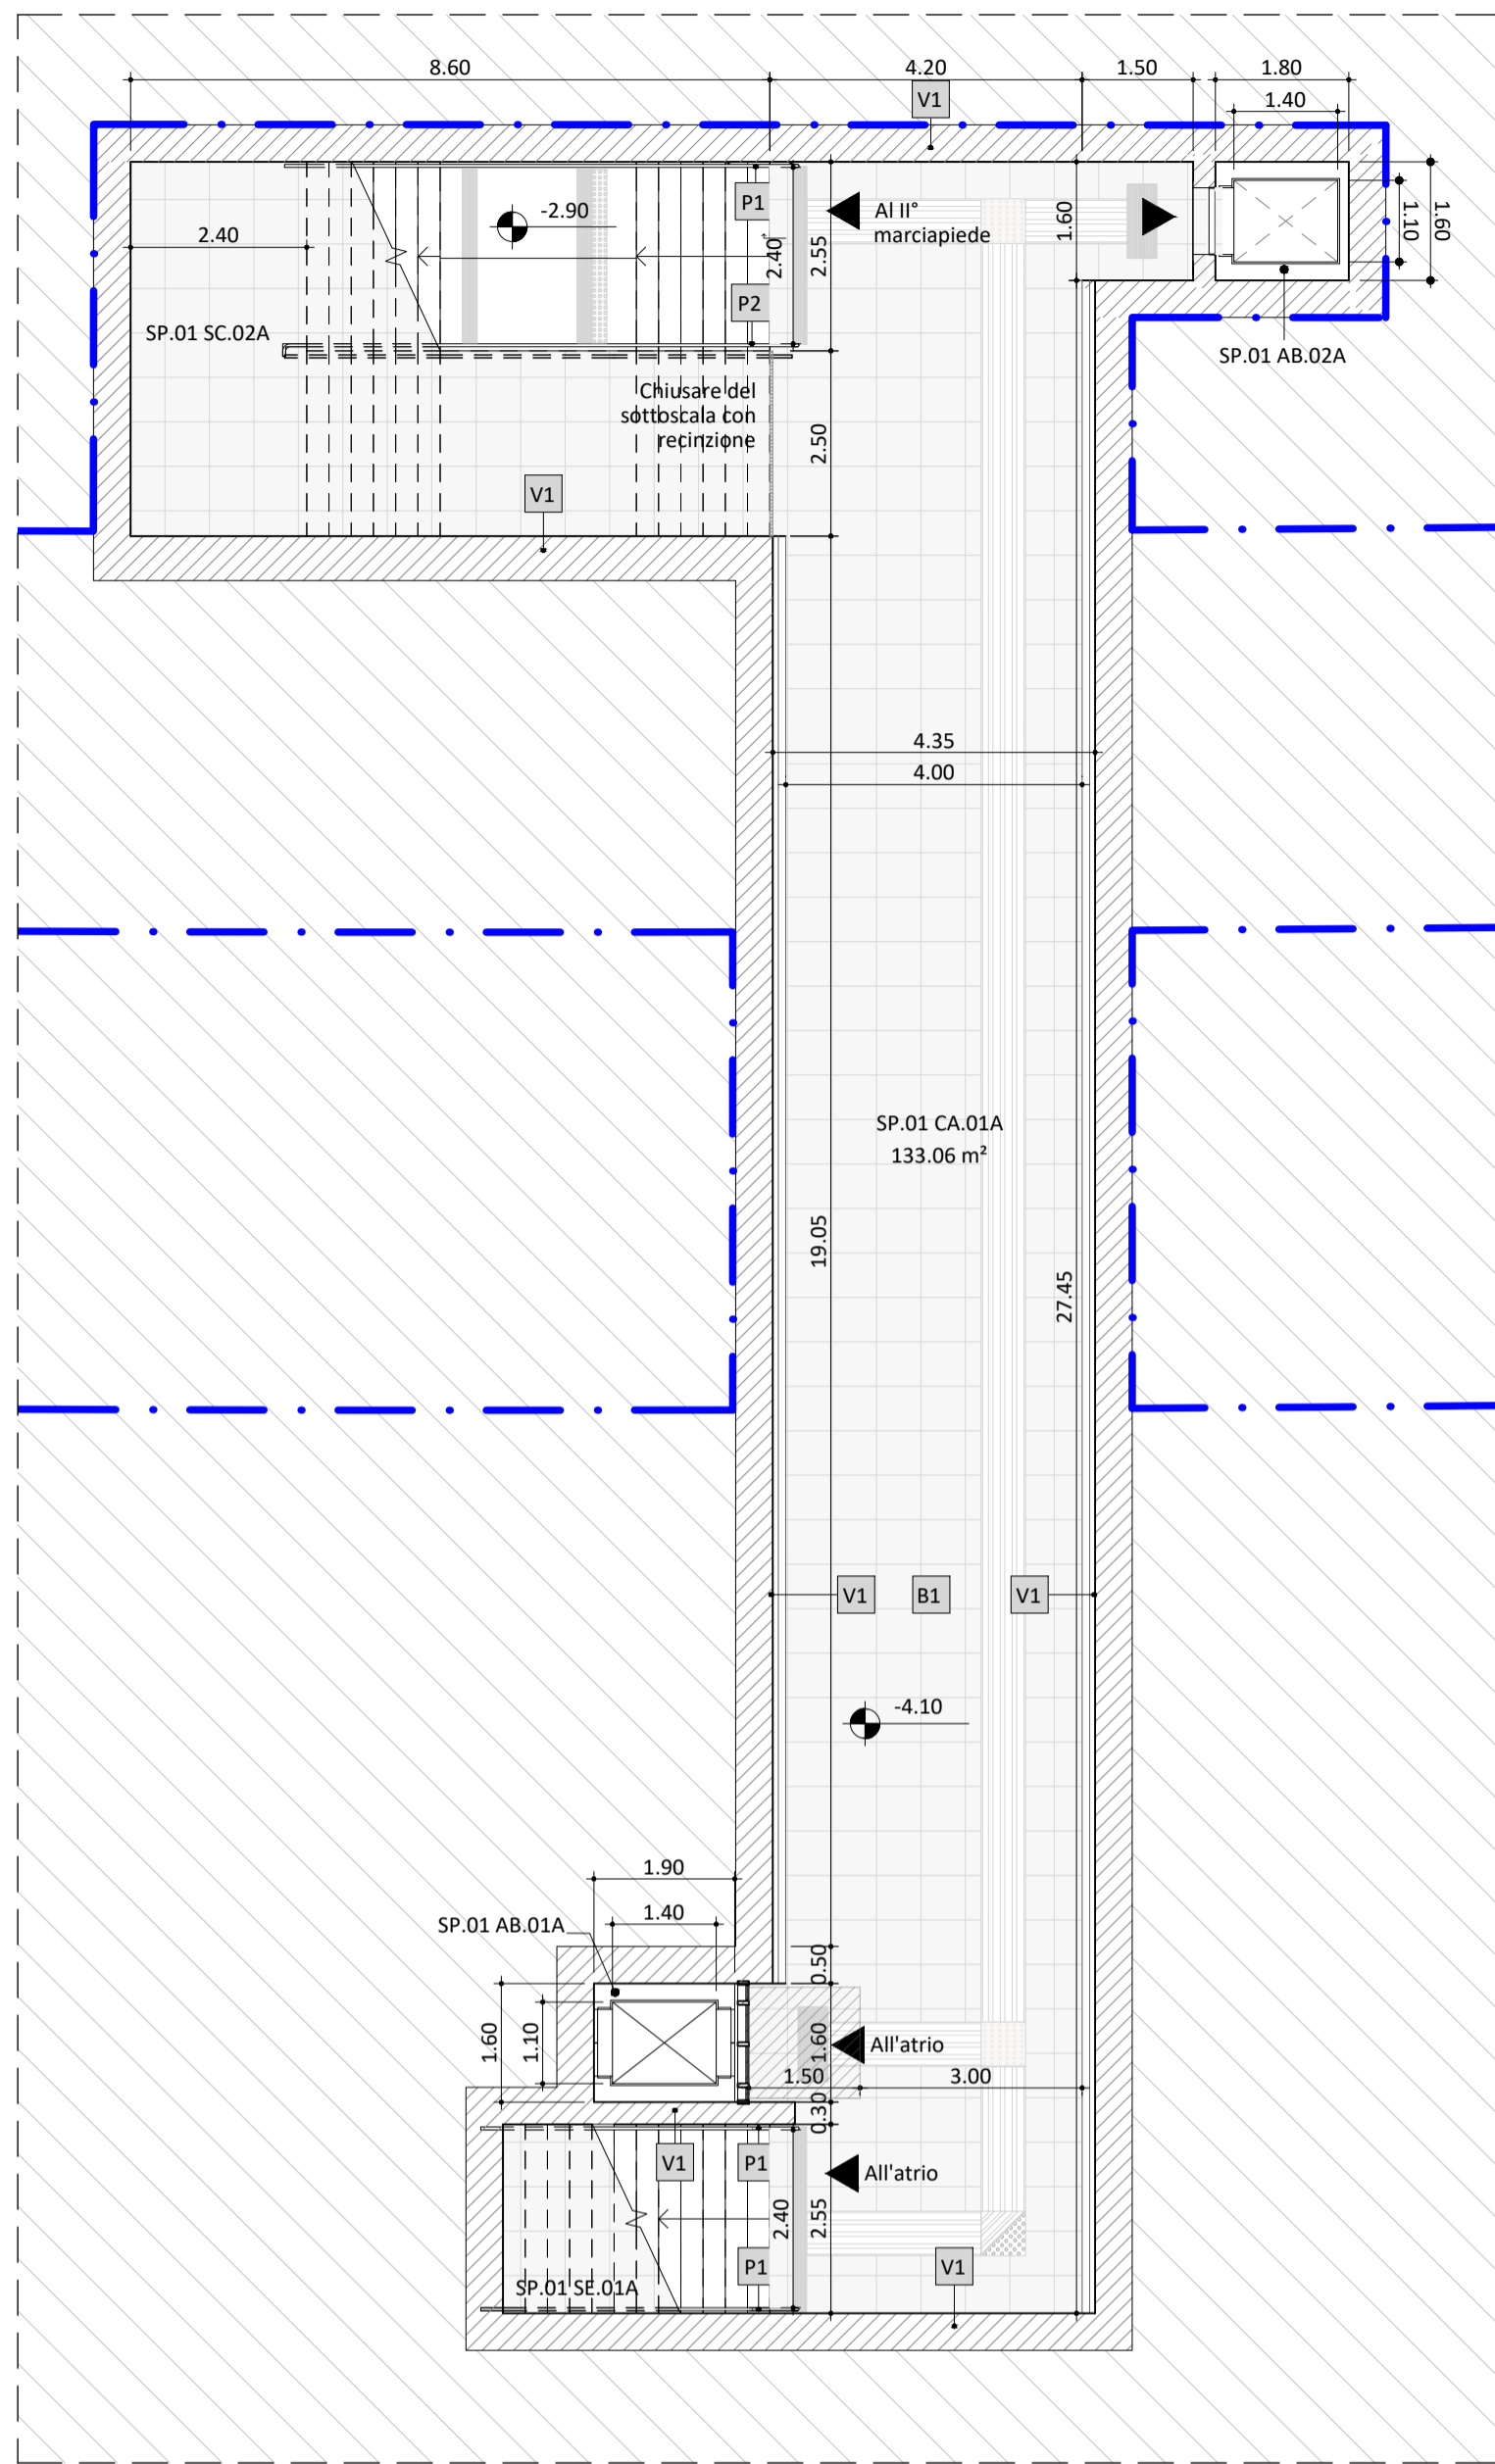 8.60
4.20
1.50
1.80
1.40
V1
P1
-2.90
Al II°
marciapiede
1.60
1.10
1.60
2.40
2.40
2.55
P2
SP.01 SC.02A
SP.01 AB.02A
Chiusare del
sottoscala con
recinzione
2.50
V1
4.35
4.00
SP.01 CA.01A
133.06 m²
19.05
27.45
V1
B1
V1
-4.10
1.90
1.40
SP.01 AB.01A
0.50
1.60
1.10
1.60
All'atrio
1.50
3.00
0.30
V1
P1
All'atrio
2.40
2.55
P1
V1
SP.01 SE.01A